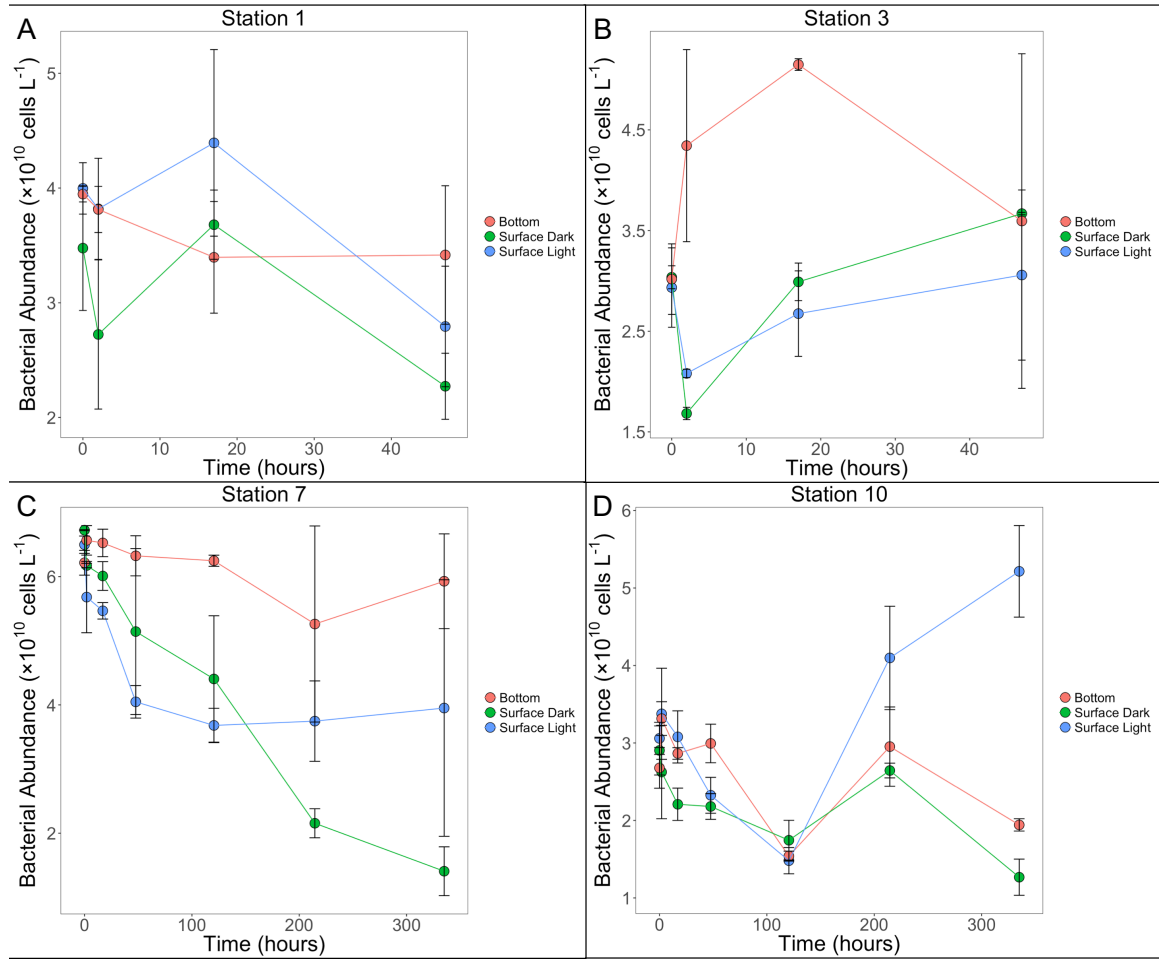 A
Station 1
Bacterial Abundance (×10¹⁰ cells L⁻¹)
5
4
3
2
0
10
20
30
40
Time (hours)
Bottom
Surface Dark
Surface Light
B
Station 3
Bacterial Abundance (×10¹⁰ cells L⁻¹)
4.5
3.5
2.5
1.5
0
10
20
30
40
Time (hours)
Bottom
Surface Dark
Surface Light
C
Station 7
Bacterial Abundance (×10¹⁰ cells L⁻¹)
6
4
2
0
100
200
300
Time (hours)
Bottom
Surface Dark
Surface Light
D
Station 10
Bacterial Abundance (×10¹⁰ cells L⁻¹)
6
5
4
3
2
1
0
100
200
300
Time (hours)
Bottom
Surface Dark
Surface Light